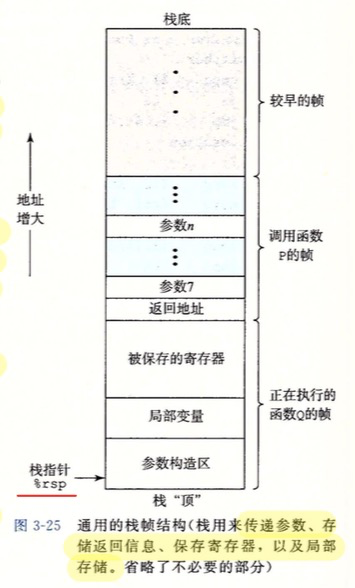 栈底
较早的帧
地址
增大
参数n
调用函数
P的帧
参数7
返回地址
被保存的寄存器
正在执行的
函数Q的帧
局部变量
栈指针
%rsp
参数构造区
栈“顶”
图 3-25 通用的栈帧结构(栈用来传递参数、存
储返回信息、保存寄存器，以及局部
存储。省略了不必要的部分)